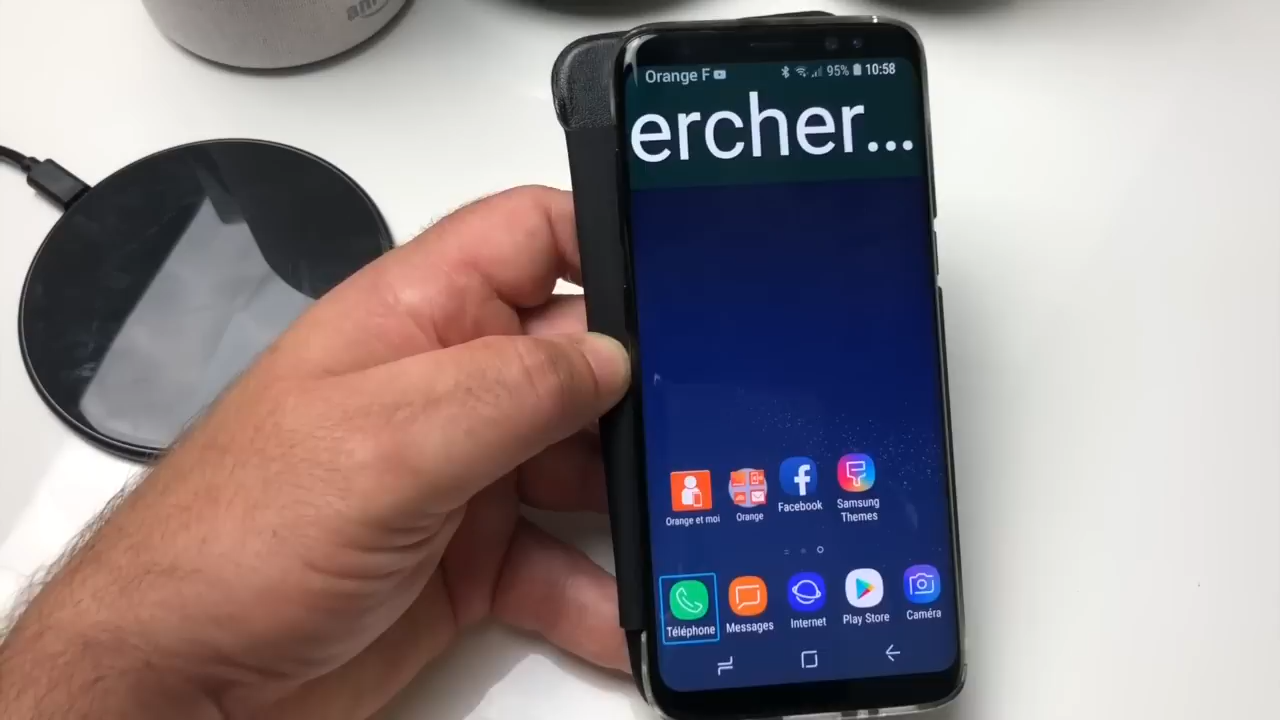 Orange F 95% 10:58
ercher...
Orange et moi
Orange
Facebook
Samsung
Themes
Téléphone
Messages
Internet
Play Store
Caméra